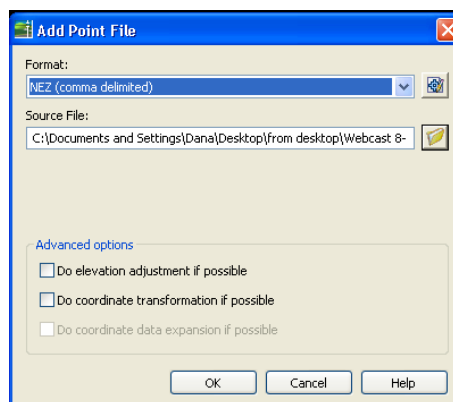 Add Point File
Format:
NEZ (comma delimited)
Source File:
C:\Documents and Settings\Dana\Desktop\from desktop\Webcast 8-
Advanced options
Do elevation adjustment if possible
Do coordinate transformation if possible
Do coordinate data expansion if possible
OK Cancel Help